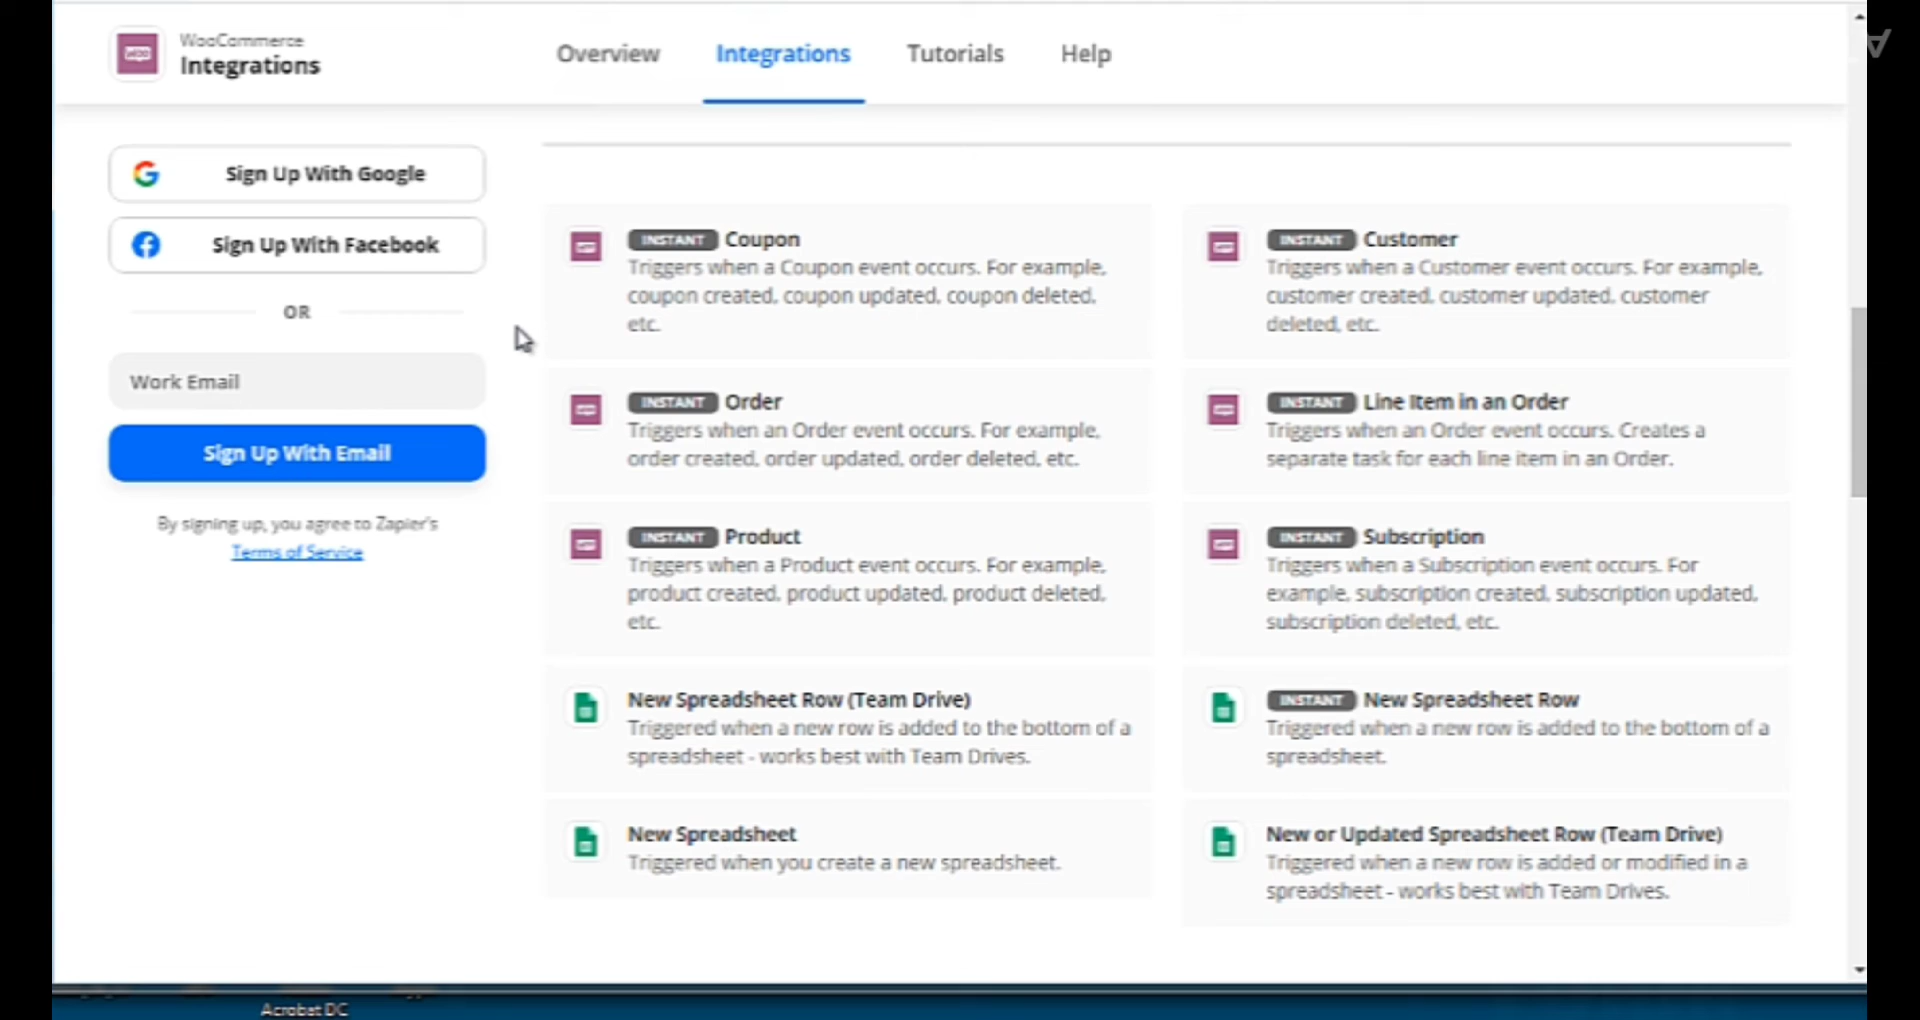 WooCommerce
Integrations
Overview
Integrations
Tutorials
Help
Sign Up With Google
Sign Up With Facebook
OR
Work Email
Sign Up With Email
By signing up, you agree to Zapier's
Terms of Service
INSTANT Coupon
Triggers when a Coupon event occurs. For example,
coupon created, coupon updated, coupon deleted,
etc.
INSTANT Customer
Triggers when a Customer event occurs. For example,
customer created, customer updated, customer
deleted, etc.
INSTANT Order
Triggers when an Order event occurs. For example,
order created, order updated, order deleted, etc.
INSTANT Line Item in an Order
Triggers when an Order event occurs. Creates a
separate task for each line item in an Order.
INSTANT Product
Triggers when a Product event occurs. For example,
product created, product updated, product deleted,
etc.
INSTANT Subscription
Triggers when a Subscription event occurs. For
example, subscription created, subscription updated,
subscription deleted, etc.
New Spreadsheet Row (Team Drive)
Triggered when a new row is added to the bottom of a
spreadsheet - works best with Team Drives.
INSTANT New Spreadsheet Row
Triggered when a new row is added to the bottom of a
spreadsheet.
New Spreadsheet
Triggered when you create a new spreadsheet.
New or Updated Spreadsheet Row (Team Drive)
Triggered when a new row is added or modified in a
spreadsheet - works best with Team Drives.
Acrobat DC